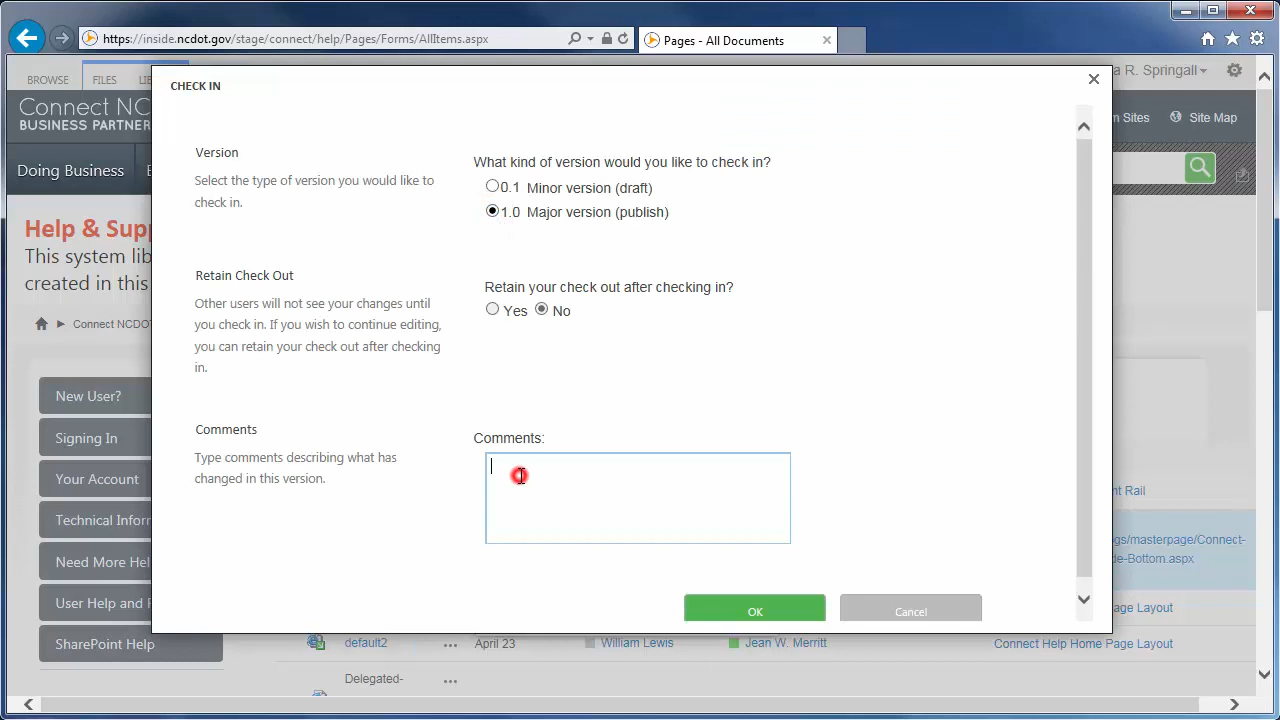 https://inside.ncdot.gov/stage/connect/help/Pages/Forms/AllItems.aspx
Pages - All Documents
BROWSE
FILES
R. Springall
CHECK IN
Connect NC
BUSINESS PARTNER
Sites
Site Map
Doing Business
Version
Select the type of version you would like to
check in.
What kind of version would you like to check in?
0.1 Minor version (draft)
1.0 Major version (publish)
Help & Supp
This system lib
created in this
Retain Check Out
Other users will not see your changes until
you check in. If you wish to continue editing,
you can retain your check out after checking
in.
Retain your check out after checking in?
Yes
No
Connect NCDOT
New User?
Signing In
Your Account
Technical Inform
Need More Hel
User Help and
SharePoint Help
Comments
Type comments describing what has
changed in this version.
Comments:
OK
Cancel
nt Rail
gs/masterpage/Connect-
de-Bottom.aspx
age Layout
default2
...
April 23
William Lewis
Jean W. Merritt
Connect Help Home Page Layout
Delegated-
...